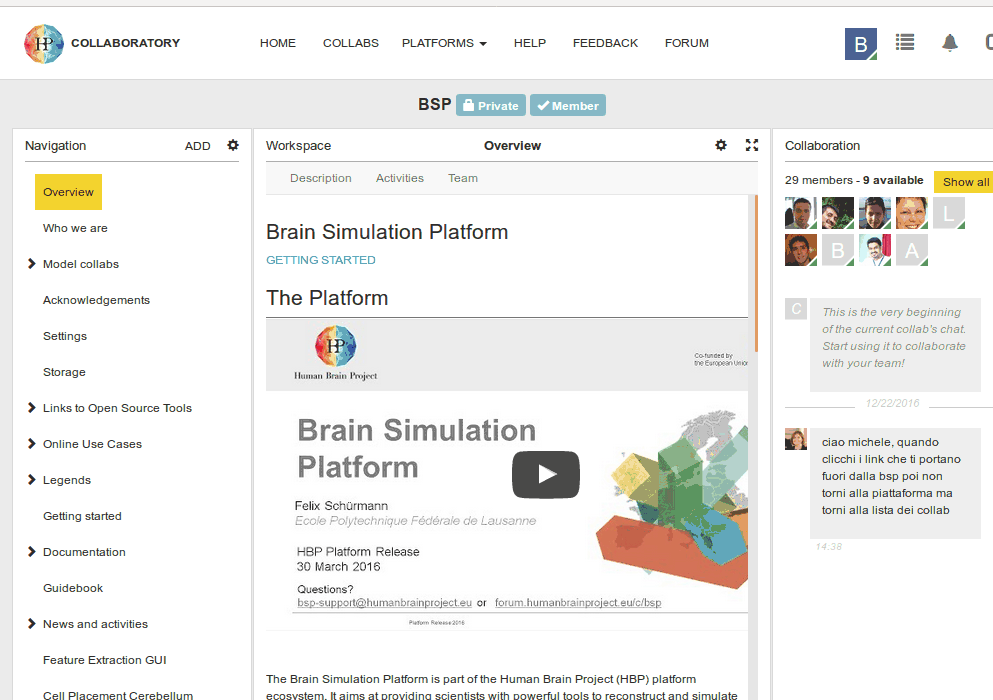 HP COLLABORATORY
HOME COLLABS PLATFORMS HELP FEEDBACK FORUM
B
BSP Private Member
Navigation ADD
Overview
Who we are
Model collabs
Acknowledgements
Settings
Storage
Links to Open Source Tools
Online Use Cases
Legends
Getting started
Documentation
Guidebook
News and activities
Feature Extraction GUI
Cell Placement Cerebellum
Workspace Overview
Description Activities Team
Brain Simulation Platform
GETTING STARTED
The Platform
HP
Human Brain Project
Co-funded by
the European Union
Brain Simulation
Platform
Felix Schürmann
Ecole Polytechnique Fédérale de Lausanne
HBP Platform Release
30 March 2016
Questions?
bsp-support@humanbrainproject.eu or forum.humanbrainproject.eu/c/bsp
Platform Release 2016
The Brain Simulation Platform is part of the Human Brain Project (HBP) platform
ecosystem. It aims at providing scientists with powerful tools to reconstruct and simulate
Collaboration
29 members - 9 available Show all
L
B A
C
This is the very beginning
of the current collab's chat.
Start using it to collaborate
with your team!
12/22/2016
ciao michele, quando
clicchi i link che ti portano
fuori dalla bsp poi non
torni alla piattaforma ma
torni alla lista dei collab
14:38